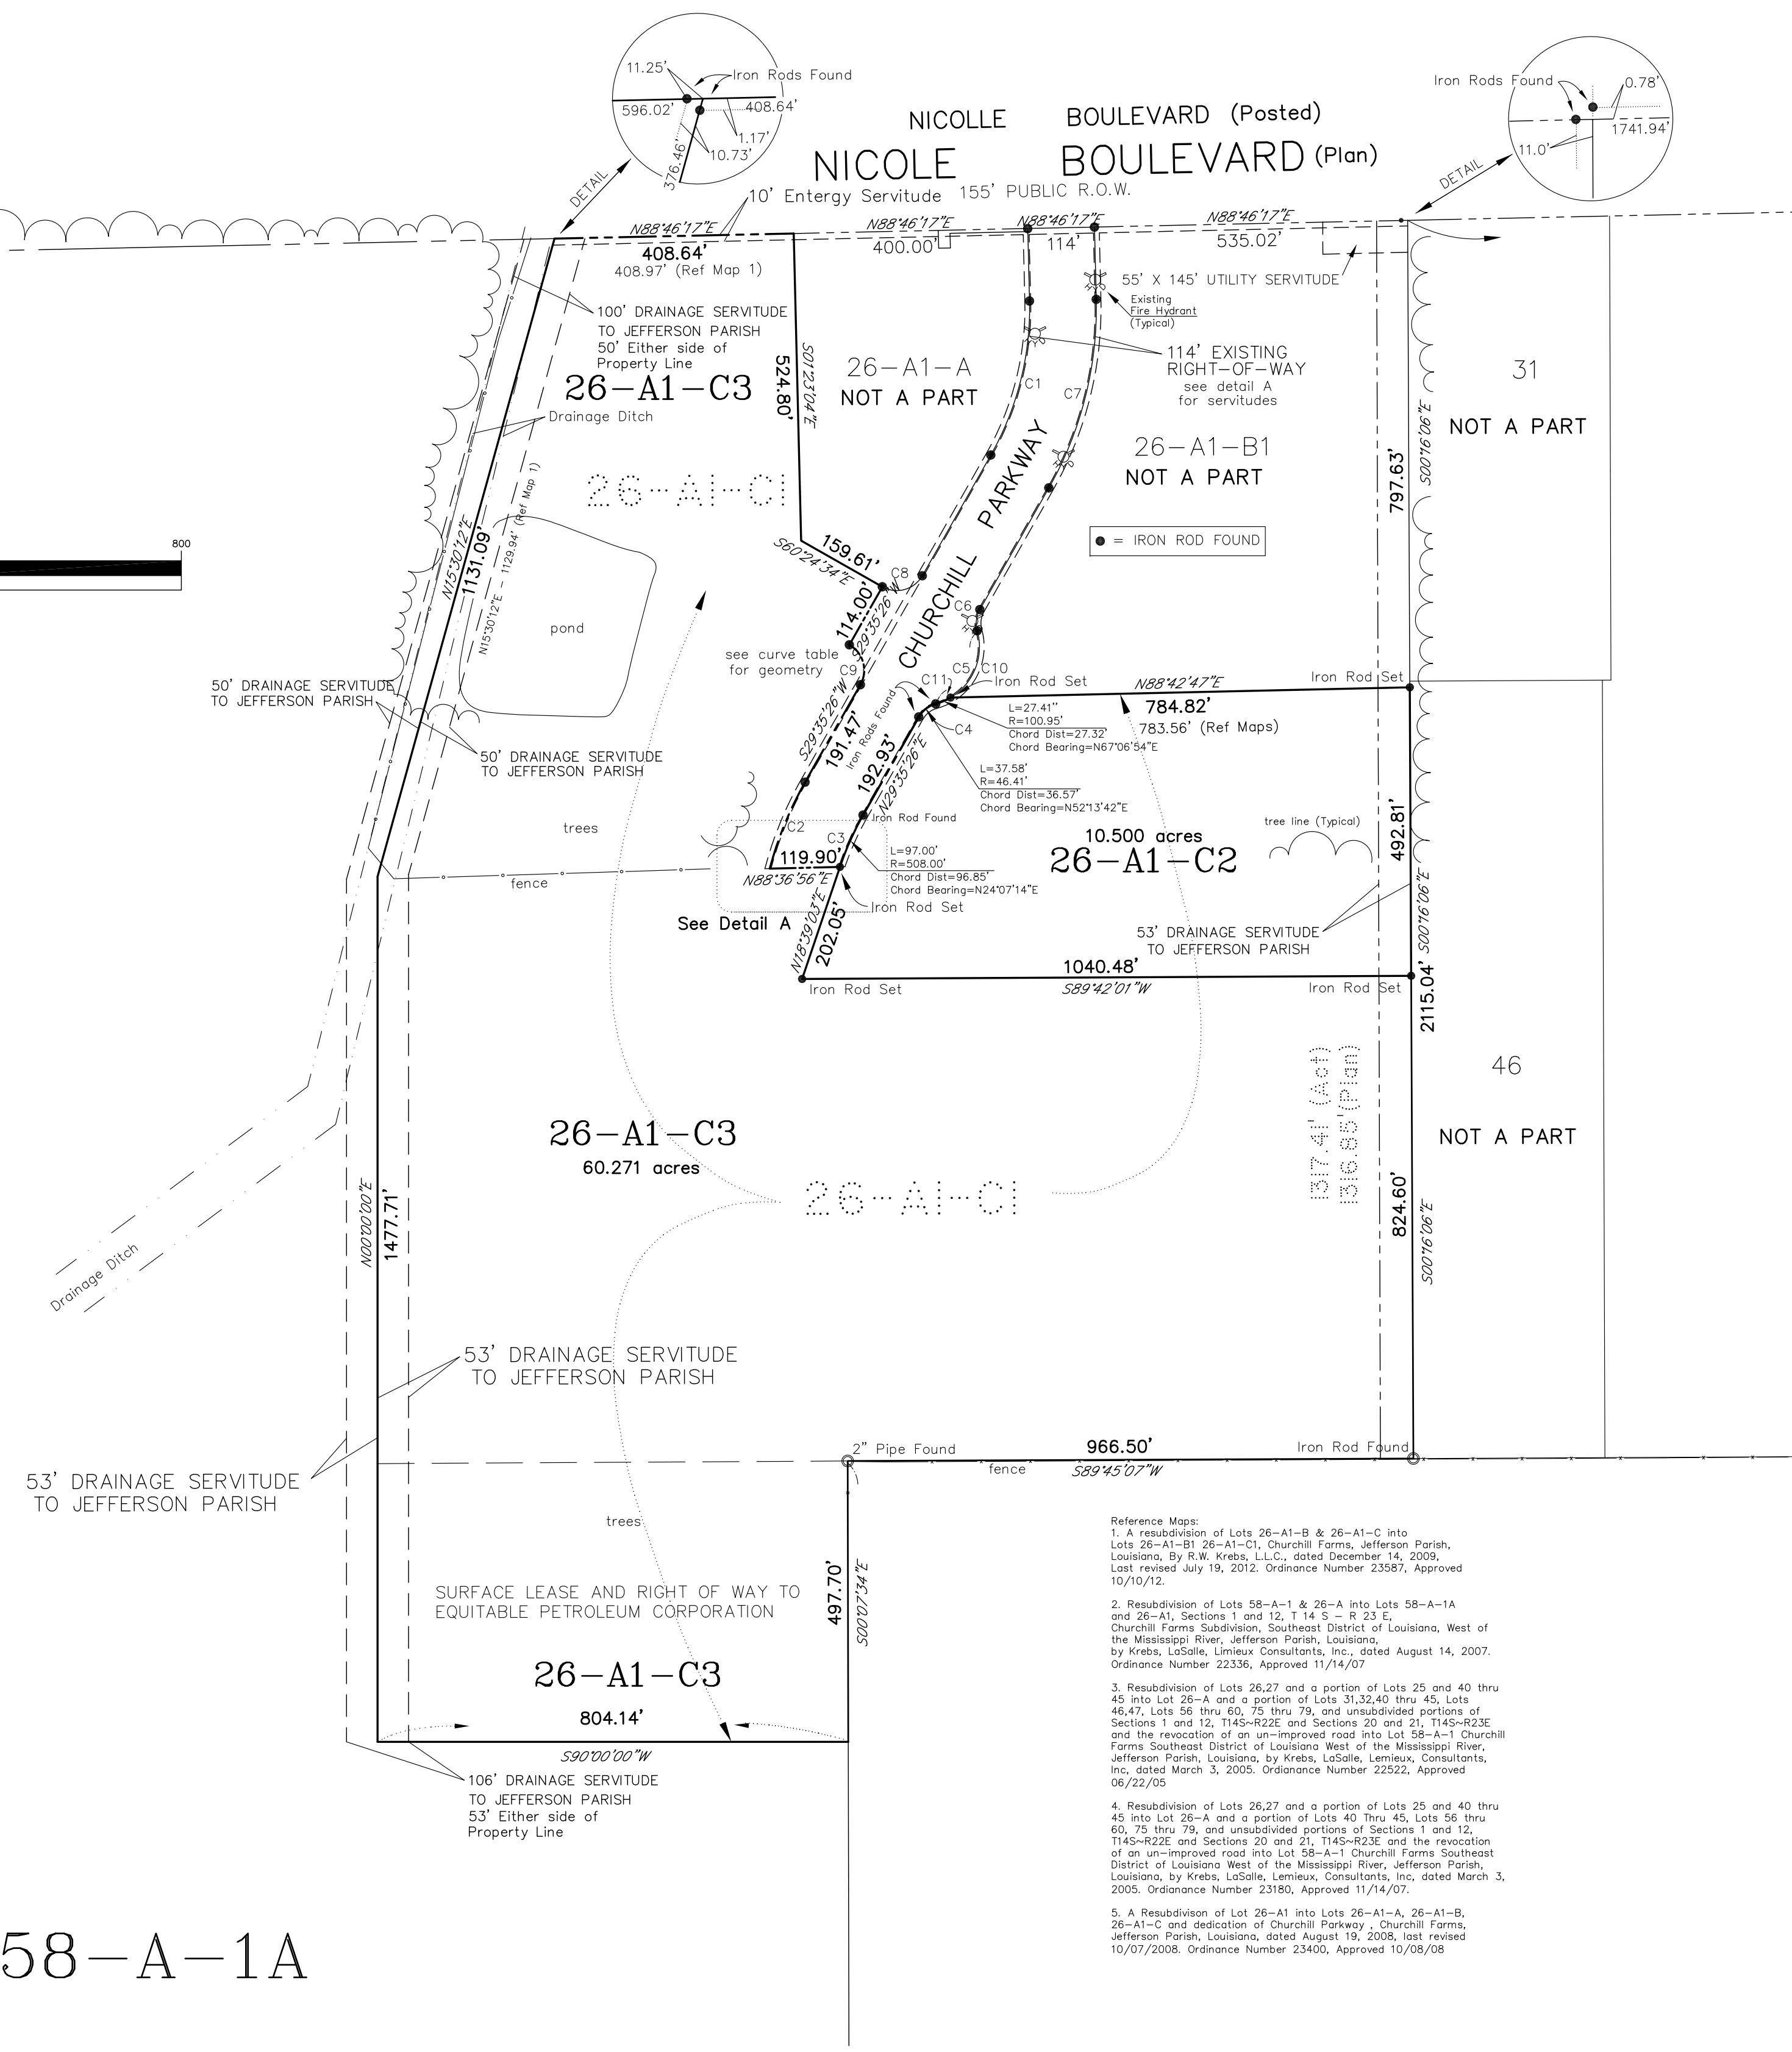 11.25'
Iron Rods Found
596.02'
408.64'
1.17'
10.73'
376.46'
DETAIL
Iron Rods Found
0.78'
1741.94'
11.0'
DETAIL
NICOLLE BOULEVARD (Posted)
NICOLE BOULEVARD (Plan)
10' Entergy Servitude 155' PUBLIC R.O.W.
N88°46'17"E
408.64'
408.97' (Ref Map 1)
N88°46'17"E
400.00'
N88°46'17"E
114'
N88°46'17"E
535.02'
55' X 145' UTILITY SERVITUDE
Existing
Fire Hydrant
(Typical)
100' DRAINAGE SERVITUDE
TO JEFFERSON PARISH
50' Either side of
Property Line
26-A1-C3
Drainage Ditch
524.80'
S01°23'04"E
26-A1-A
NOT A PART
C1
C7
114' EXISTING
RIGHT-OF-WAY
see detail A
for servitudes
26-A1-B1
NOT A PART
31
NOT A PART
797.63'
S00°16'06"E
26-A1-C1
CHURCHILL PARKWAY
= IRON ROD FOUND
800
N15°30'12"E
1131.09'
N15°30'12"E - 1129.94' (Ref Map 1)
pond
159.61'
S60°24'34"E
C8
114.00'
S29°35'26"W
C6
see curve table
for geometry
C9
C5
C10
C11
Iron Rod Set
N88°42'47"E
784.82'
783.56' (Ref Maps)
Iron Rod Set
50' DRAINAGE SERVITUDE
TO JEFFERSON PARISH
50' DRAINAGE SERVITUDE
TO JEFFERSON PARISH
S29°35'26"W
191.47'
Iron Rods Found
192.93'
N29°35'26"E
C4
L=27.41"
R=100.95'
Chord Dist=27.32'
Chord Bearing=N67°06'54"E
L=37.58'
R=46.41'
Chord Dist=36.57'
Chord Bearing=N52°13'42"E
trees
fence
C2
C3
Iron Rod Found
119.90'
N88°36'56"E
L=97.00'
R=508.00'
Chord Dist=96.85'
Chord Bearing=N24°07'14"E
Iron Rod Set
See Detail A
N18°39'03"E
202.05'
10.500 acres
26-A1-C2
tree line (Typical)
492.81'
S00°16'06"E
53' DRAINAGE SERVITUDE
TO JEFFERSON PARISH
1040.48'
S89°42'01"W
Iron Rod Set
Iron Rod Set
2115.04'
1317.41' (Act)
1316.85'(Plan)
46
NOT A PART
26-A1-C3
60.271 acres
26-A1-C1
824.60'
S00°16'06"E
N00°00'00"E
1477.71'
Drainage Ditch
53' DRAINAGE SERVITUDE
TO JEFFERSON PARISH
53' DRAINAGE SERVITUDE
TO JEFFERSON PARISH
2" Pipe Found
966.50'
Iron Rod Found
fence
S89°45'07"W
trees
497.70'
S00°07'34"E
SURFACE LEASE AND RIGHT OF WAY TO
EQUITABLE PETROLEUM CORPORATION
26-A1-C3
804.14'
S90°00'00"W
106' DRAINAGE SERVITUDE
TO JEFFERSON PARISH
53' Either side of
Property Line
58-A-1A
Reference Maps:
1. A resubdivision of Lots 26-A1-B & 26-A1-C into
Lots 26-A1-B1 26-A1-C1, Churchill Farms, Jefferson Parish,
Louisiana, By R.W. Krebs, L.L.C., dated December 14, 2009,
Last revised July 19, 2012. Ordinance Number 23587, Approved
10/10/12.
2. Resubdivision of Lots 58-A-1 & 26-A into Lots 58-A-1A
and 26-A1, Sections 1 and 12, T 14 S - R 23 E,
Churchill Farms Subdivision, Southeast District of Louisiana, West of
the Mississippi River, Jefferson Parish, Louisiana,
by Krebs, LaSalle, Limieux Consultants, Inc., dated August 14, 2007.
Ordinance Number 22336, Approved 11/14/07
3. Resubdivision of Lots 26,27 and a portion of Lots 25 and 40 thru
45 into Lot 26-A and a portion of Lots 31,32,40 thru 45, Lots
46,47, Lots 56 thru 60, 75 thru 79, and unsubdivided portions of
Sections 1 and 12, T14S~R22E and Sections 20 and 21, T14S~R23E
and the revocation of an un-improved road into Lot 58-A-1 Churchill
Farms Southeast District of Louisiana West of the Mississippi River,
Jefferson Parish, Louisiana, by Krebs, LaSalle, Lemieux, Consultants,
Inc, dated March 3, 2005. Ordianance Number 22522, Approved
06/22/05
4. Resubdivision of Lots 26,27 and a portion of Lots 25 and 40 thru
45 into Lot 26-A and a portion of Lots 40 Thru 45, Lots 56 thru
60, 75 thru 79, and unsubdivided portions of Sections 1 and 12,
T14S~R22E and Sections 20 and 21, T14S~R23E and the revocation
of an un-improved road into Lot 58-A-1 Churchill Farms Southeast
District of Louisiana West of the Mississippi River, Jefferson Parish,
Louisiana, by Krebs, LaSalle, Lemieux, Consultants, Inc, dated March 3,
2005. Ordianance Number 23180, Approved 11/14/07.
5. A Resubdivison of Lot 26-A1 into Lots 26-A1-A, 26-A1-B,
26-A1-C and dedication of Churchill Parkway , Churchill Farms,
Jefferson Parish, Louisiana, dated August 19, 2008, last revised
10/07/2008. Ordinance Number 23400, Approved 10/08/08